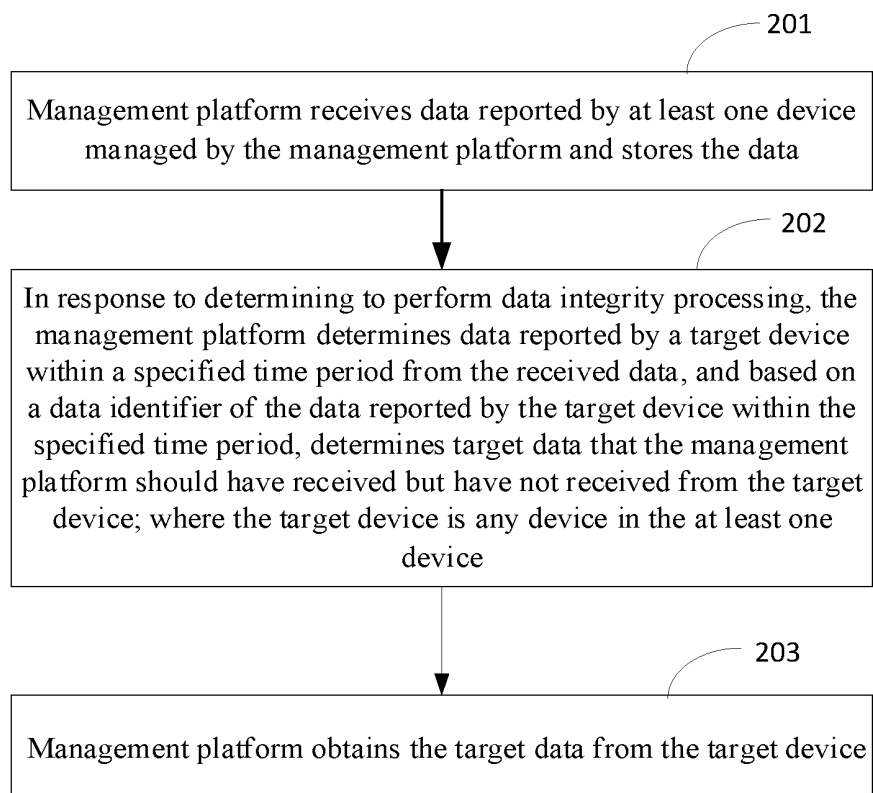 201
Management platform receives data reported by at least one device
managed by the management platform and stores the data
202
In response to determining to perform data integrity processing, the
management platform determines data reported by a target device
within a specified time period from the received data, and based on
a data identifier of the data reported by the target device within the
specified time period, determines target data that the management
platform should have received but have not received from the target
device; where the target device is any device in the at least one
device
203
Management platform obtains the target data from the target device